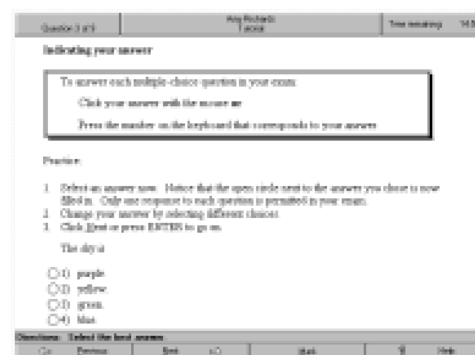 Question 3 of 9
Amy Richards
Tutorial
Time remaining 14:5
Indicating your answer
To answer each multiple-choice question in your exam:
Click your answer with the mouse or
Press the number on the keyboard that corresponds to your answer
Practice:
1. Select an answer now. Notice that the open circle next to the answer you chose is now
filled in. Only one response to each question is permitted in your exam.
2. Change your answer by selecting different choices.
3. Click Next or press ENTER to go on.
The sky is
1) purple.
2) yellow.
3) green.
4) blue.
Directions: Select the best answer.
Previous Next Mark ? Help